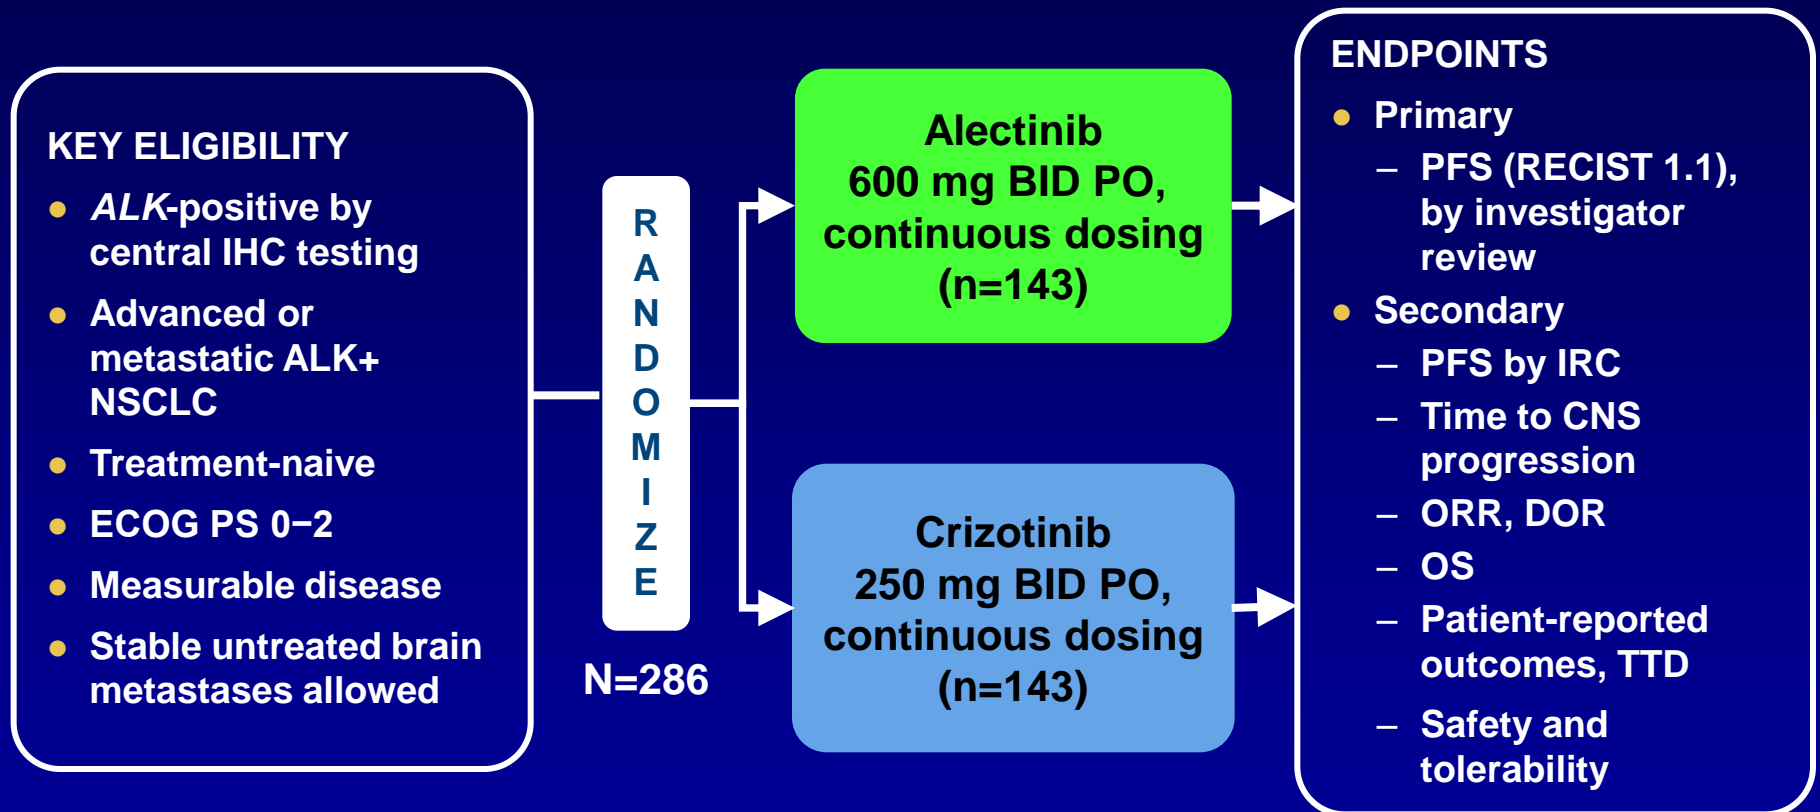 KEY ELIGIBILITY
● ALK-positive by
central IHC testing
● Advanced or
metastatic ALK+
NSCLC
● Treatment-naive
● ECOG PS 0−2
● Measurable disease
● Stable untreated brain
metastases allowed
R
A
N
D
O
M
I
Z
E
N=286
Alectinib
600 mg BID PO,
continuous dosing
(n=143)
Crizotinib
250 mg BID PO,
continuous dosing
(n=143)
ENDPOINTS
● Primary
– PFS (RECIST 1.1),
by investigator
review
● Secondary
– PFS by IRC
– Time to CNS
progression
– ORR, DOR
– OS
– Patient-reported
outcomes, TTD
– Safety and
tolerability